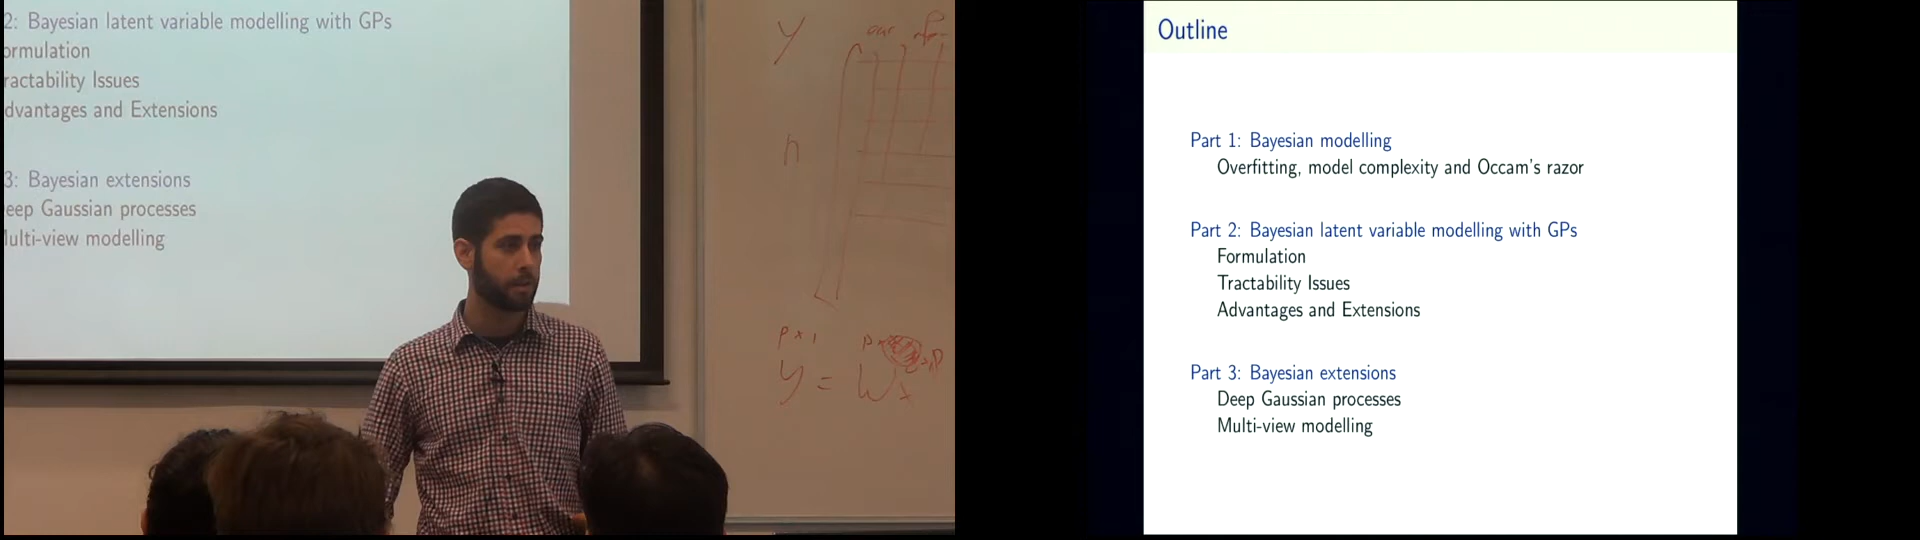 2: Bayesian latent variable modelling with GPs
ormulation
ractability Issues
dvantages and Extensions
3: Bayesian extensions
eep Gaussian processes
ulti-view modelling
y
n
p × 1
y = Wx
Outline
Part 1: Bayesian modelling
Overfitting, model complexity and Occam's razor
Part 2: Bayesian latent variable modelling with GPs
Formulation
Tractability Issues
Advantages and Extensions
Part 3: Bayesian extensions
Deep Gaussian processes
Multi-view modelling